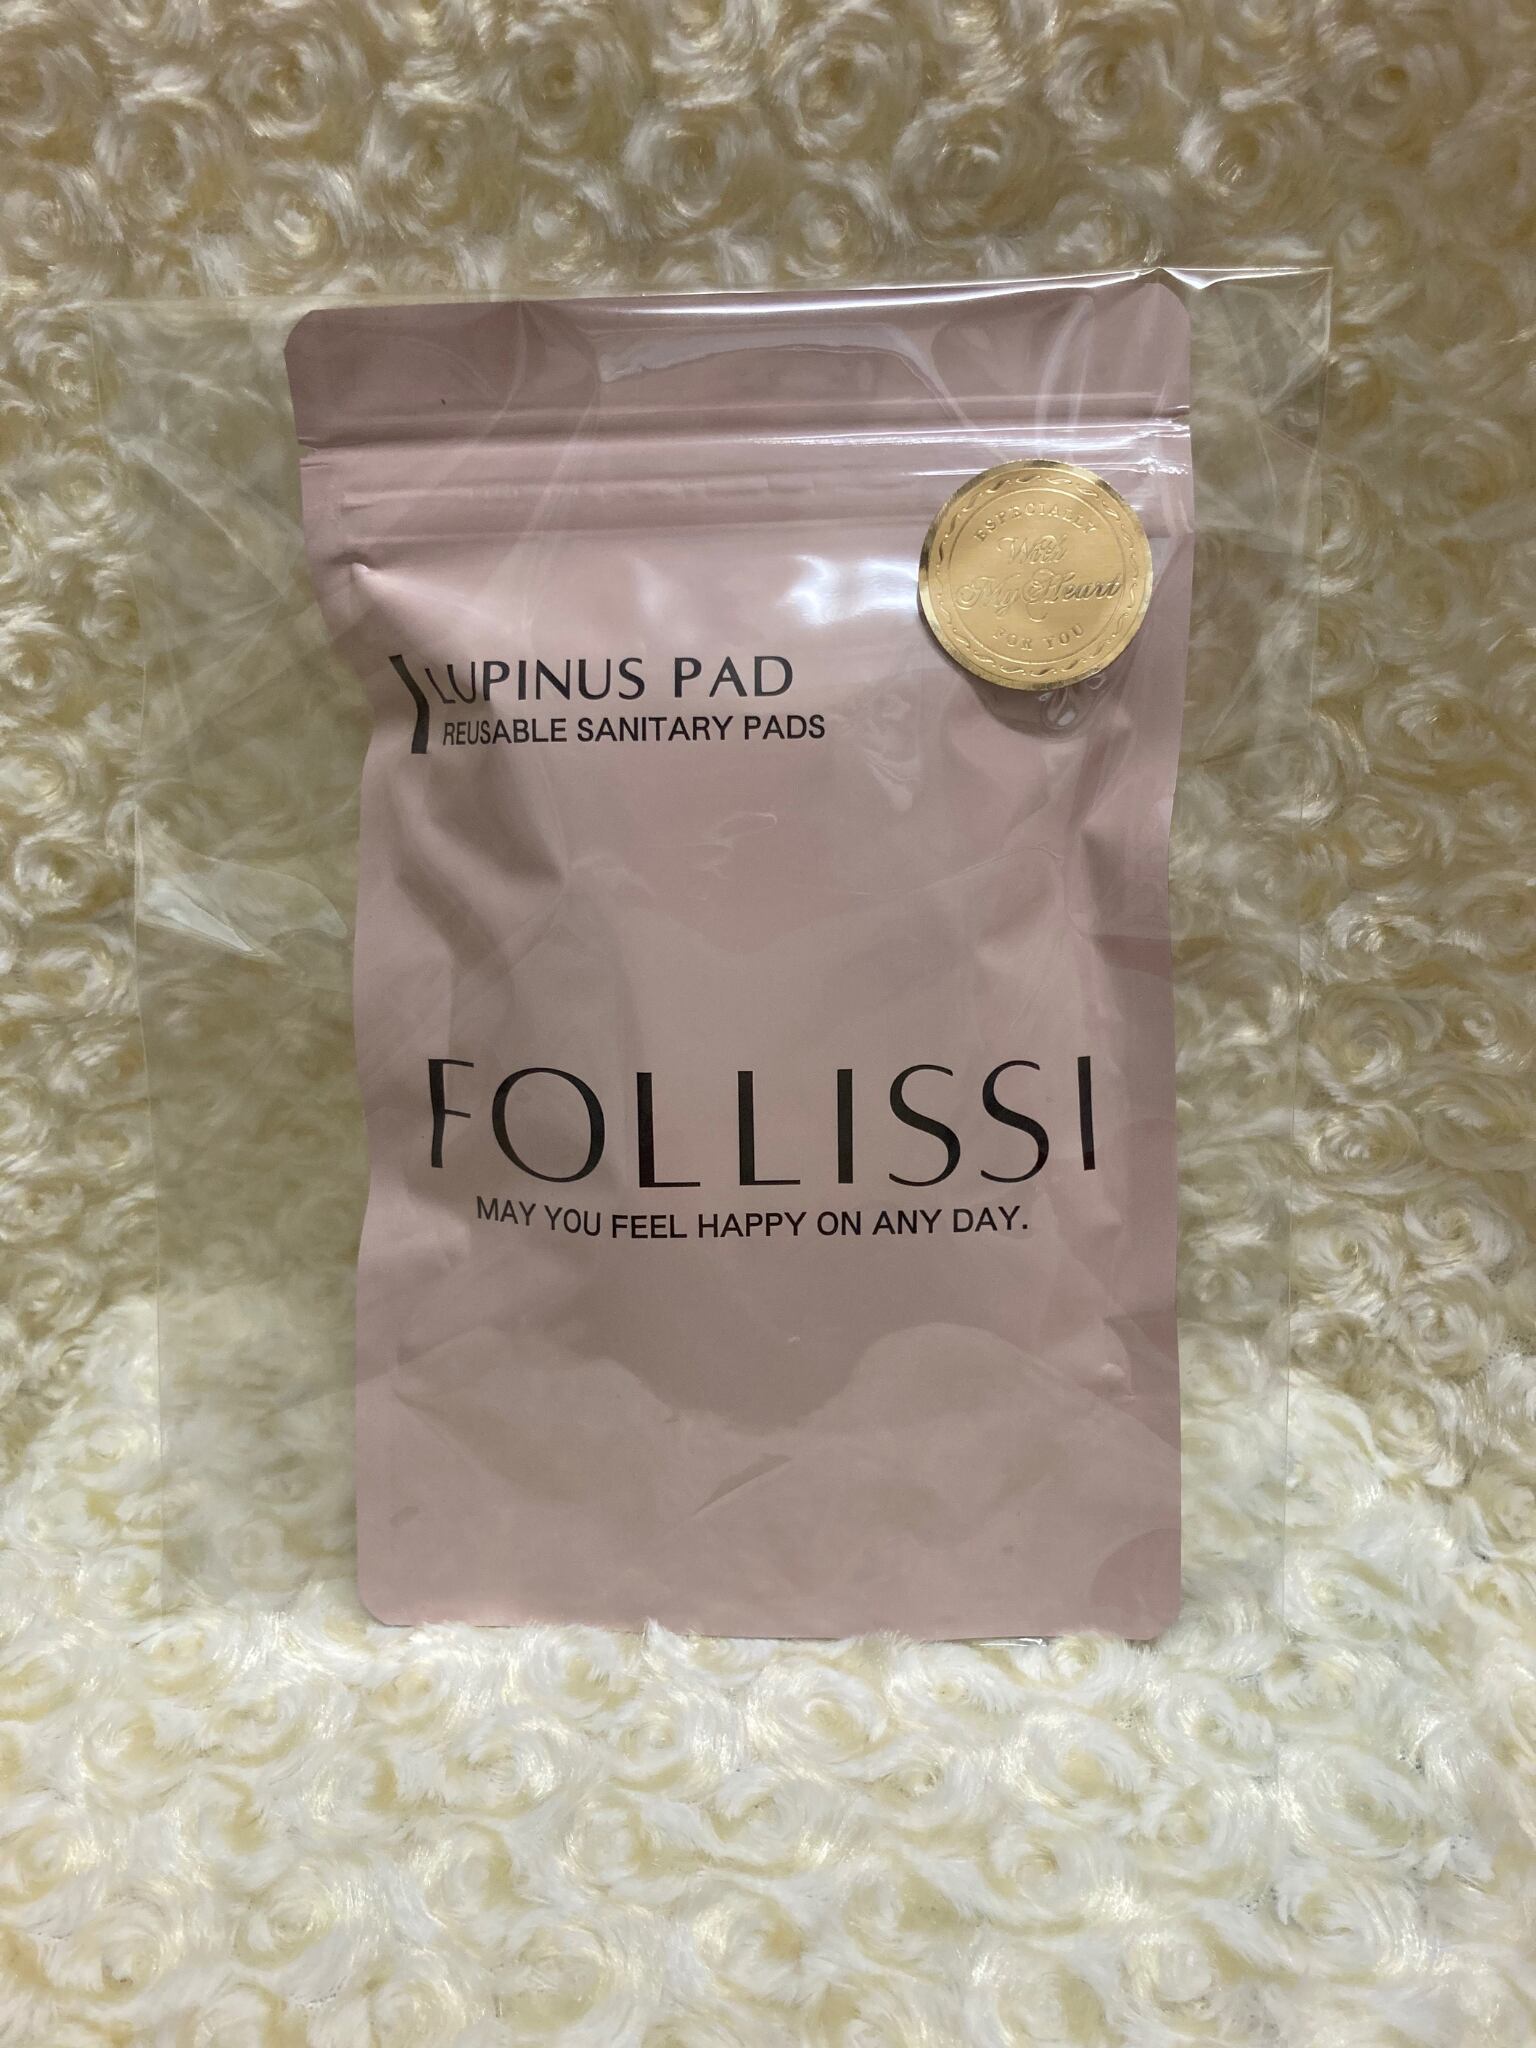 ESPECIALLY
With
My Heart
FOR YOU
LUPINUS PAD
REUSABLE SANITARY PADS
FOLLISSI
MAY YOU FEEL HAPPY ON ANY DAY.